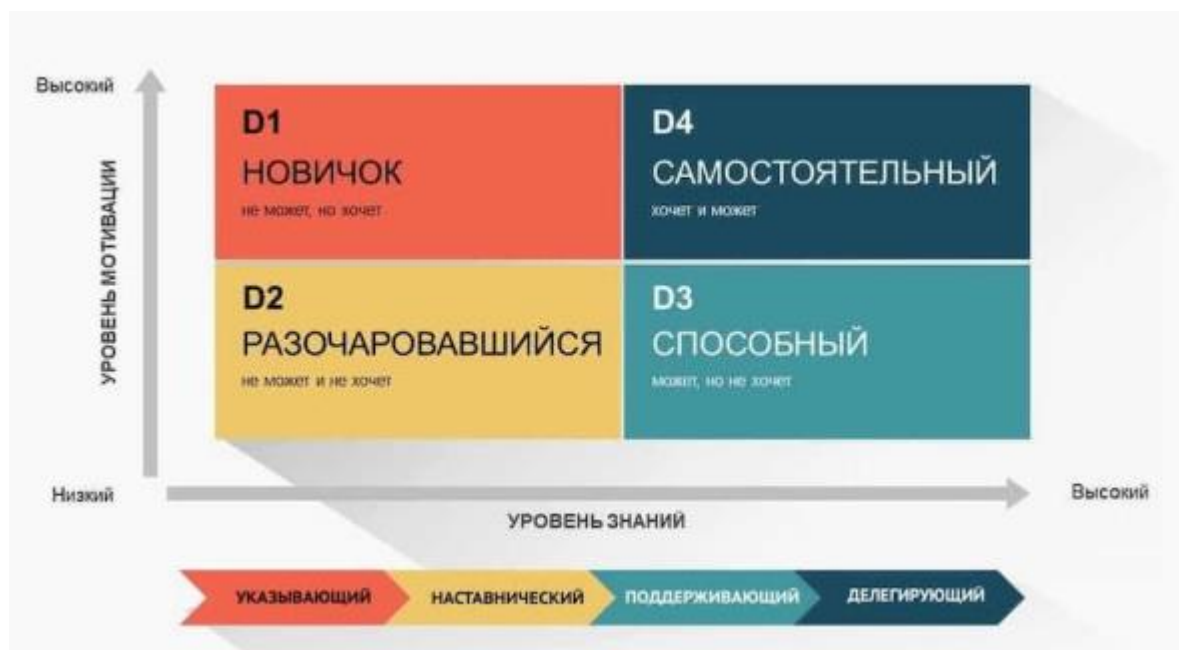 Высокий
D1
НОВИЧОК
не может, но хочет
D4
САМОСТОЯТЕЛЬНЫЙ
хочет и может
УРОВЕНЬ МОТИВАЦИИ
D2
РАЗОЧАРОВАВШИЙСЯ
не может и не хочет
D3
СПОСОБНЫЙ
может, но не хочет
Низкий
Высокий
УРОВЕНЬ ЗНАНИЙ
УКАЗЫВАЮЩИЙ
НАСТАВНИЧЕСКИЙ
ПОДДЕРЖИВАЮЩИЙ
ДЕЛЕГИРУЮЩИЙ